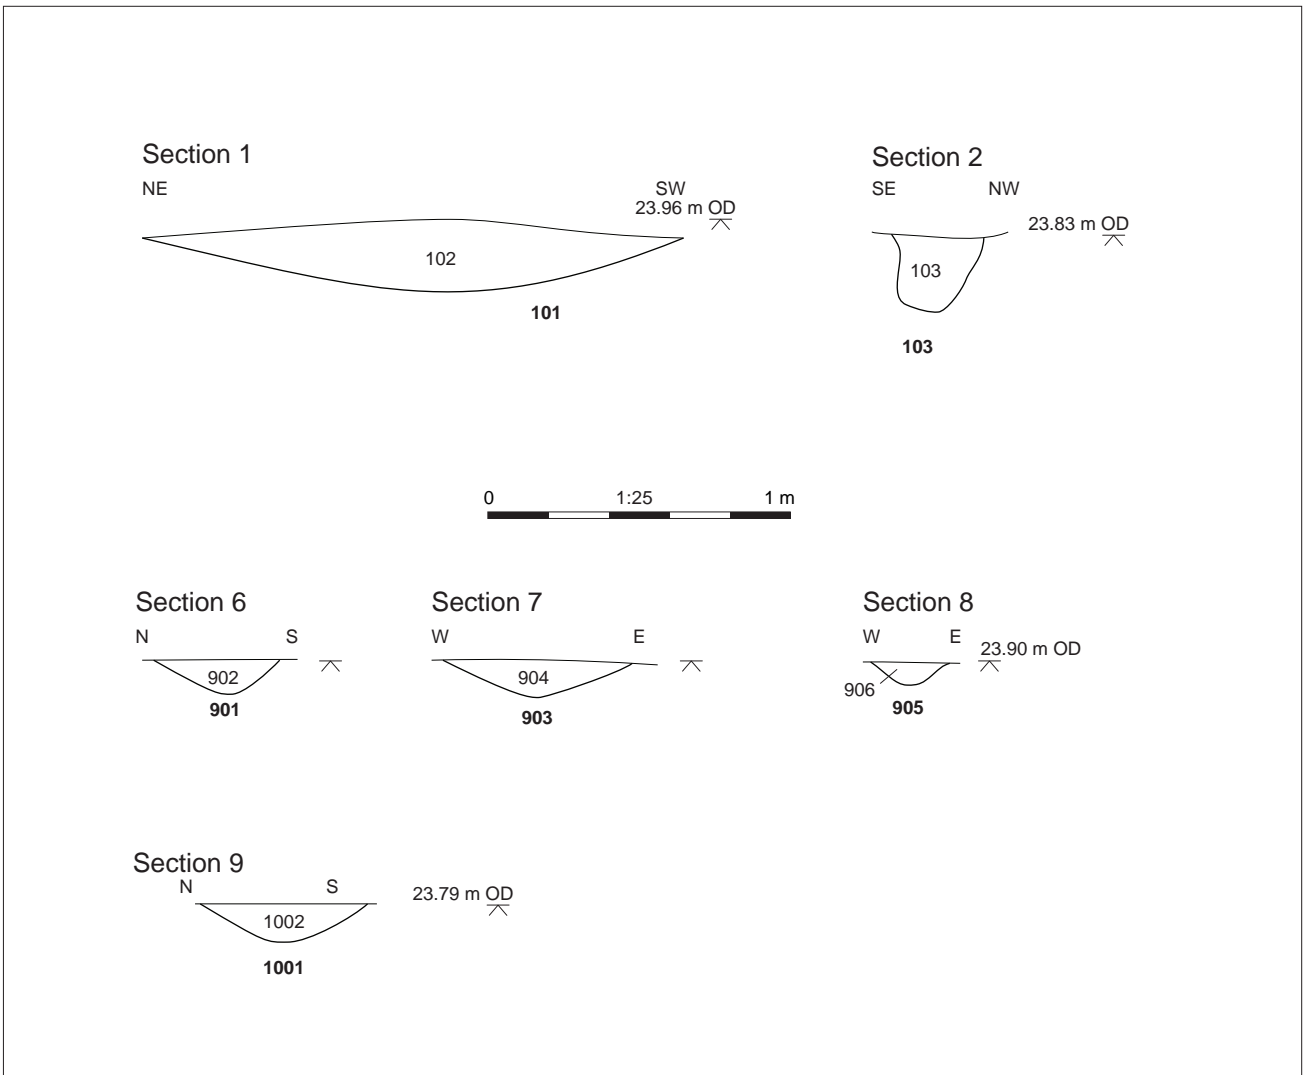 Section 1
NE
SW
23.96 m OD
102
101
Section 2
SE NW
23.83 m OD
103
103
0 1:25 1 m
Section 6
N S
902
901
Section 7
W E
904
903
Section 8
W E
23.90 m OD
906
905
Section 9
N S
23.79 m OD
1002
1001